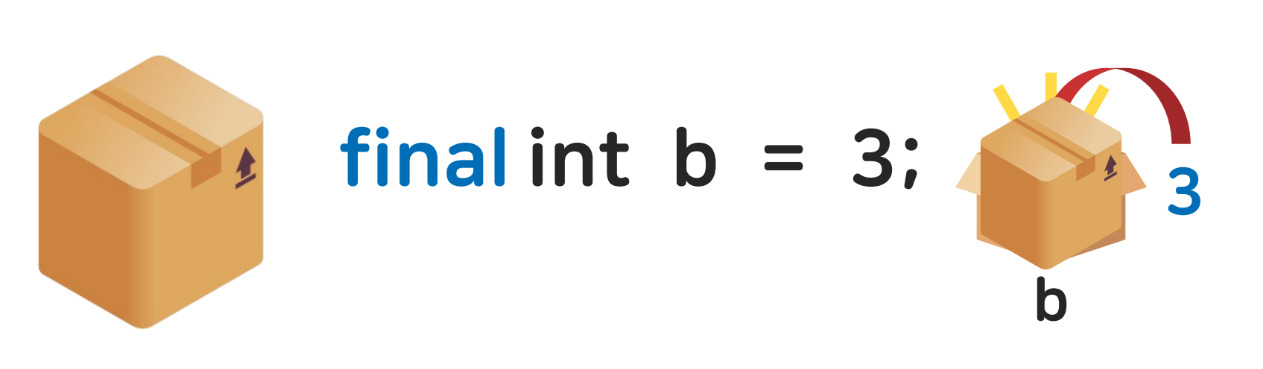 final int b = 3;
3
b